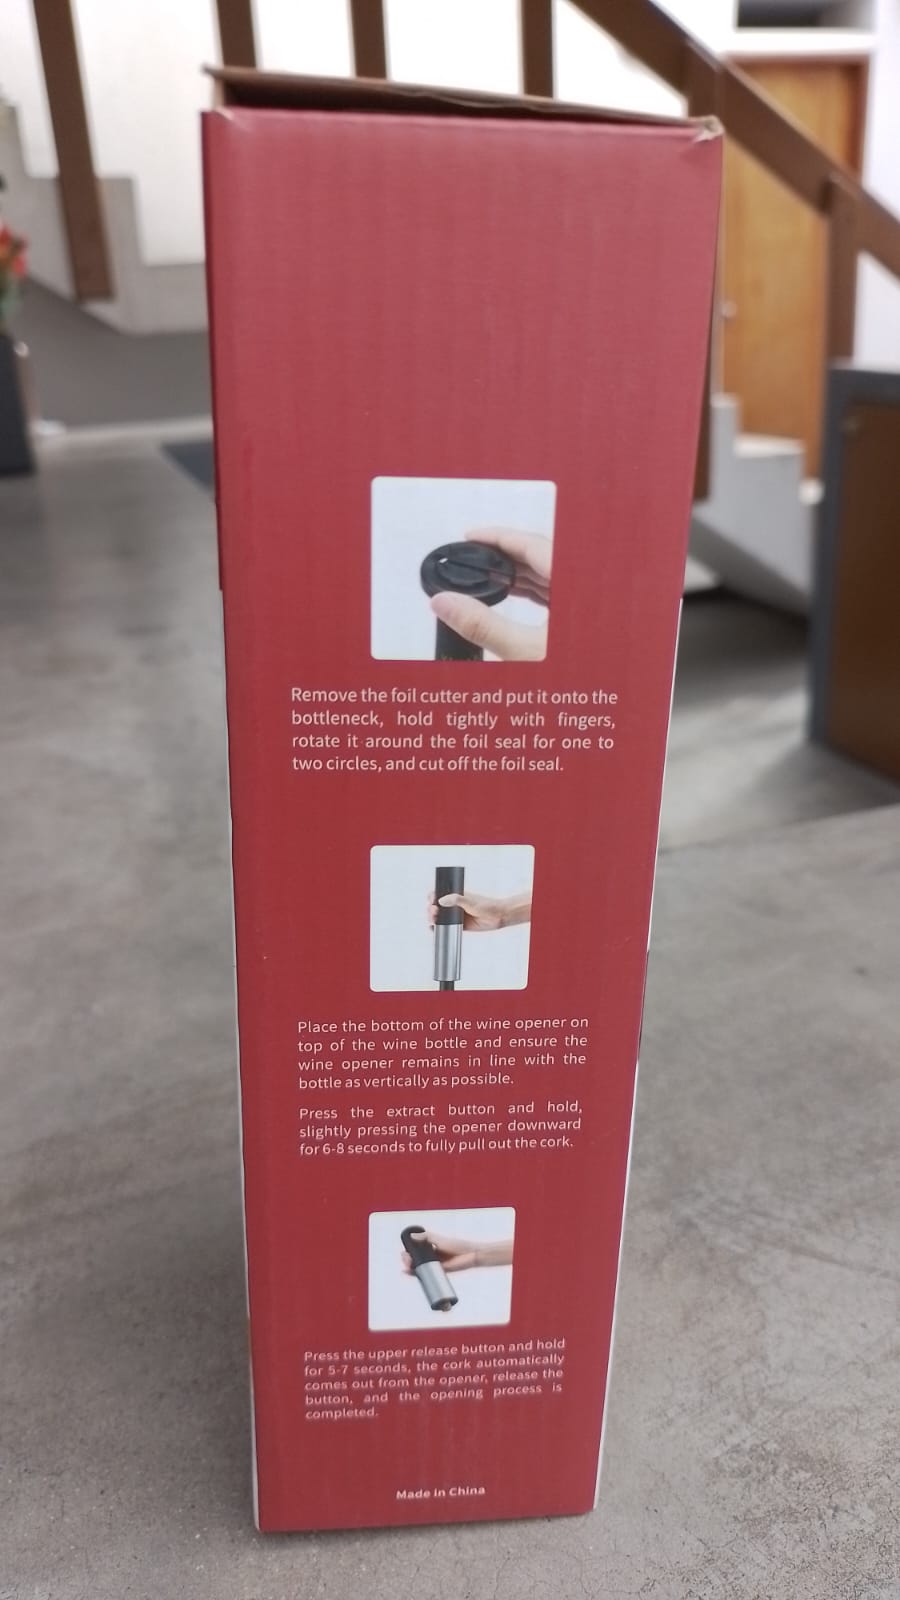 Remove the foil cutter and put it onto the
bottleneck, hold tightly with fingers,
rotate it around the foil seal for one to
two circles, and cut off the foil seal.
Place the bottom of the wine opener on
top of the wine bottle and ensure the
wine opener remains in line with the
bottle as vertically as possible.
Press the extract button and hold,
slightly pressing the opener downward
for 6-8 seconds to fully pull out the cork.
Press the upper release button and hold
for 5-7 seconds, the cork automatically
comes out from the opener, release the
button, and the opening process is
completed.
Made in China